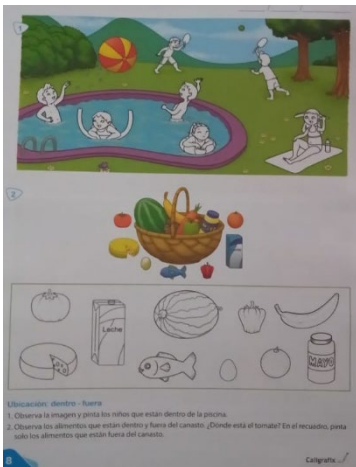 1
2
Leche
MAYO
Ubicación: dentro - fuera
1. Observa la imagen y pinta los niños que están dentro de la piscina.
2. Observa los alimentos que están dentro y fuera del canasto. ¿Dónde está el tomate? En el recuadro, pinta
solo los alimentos que están fuera del canasto.
8
Caligrafix